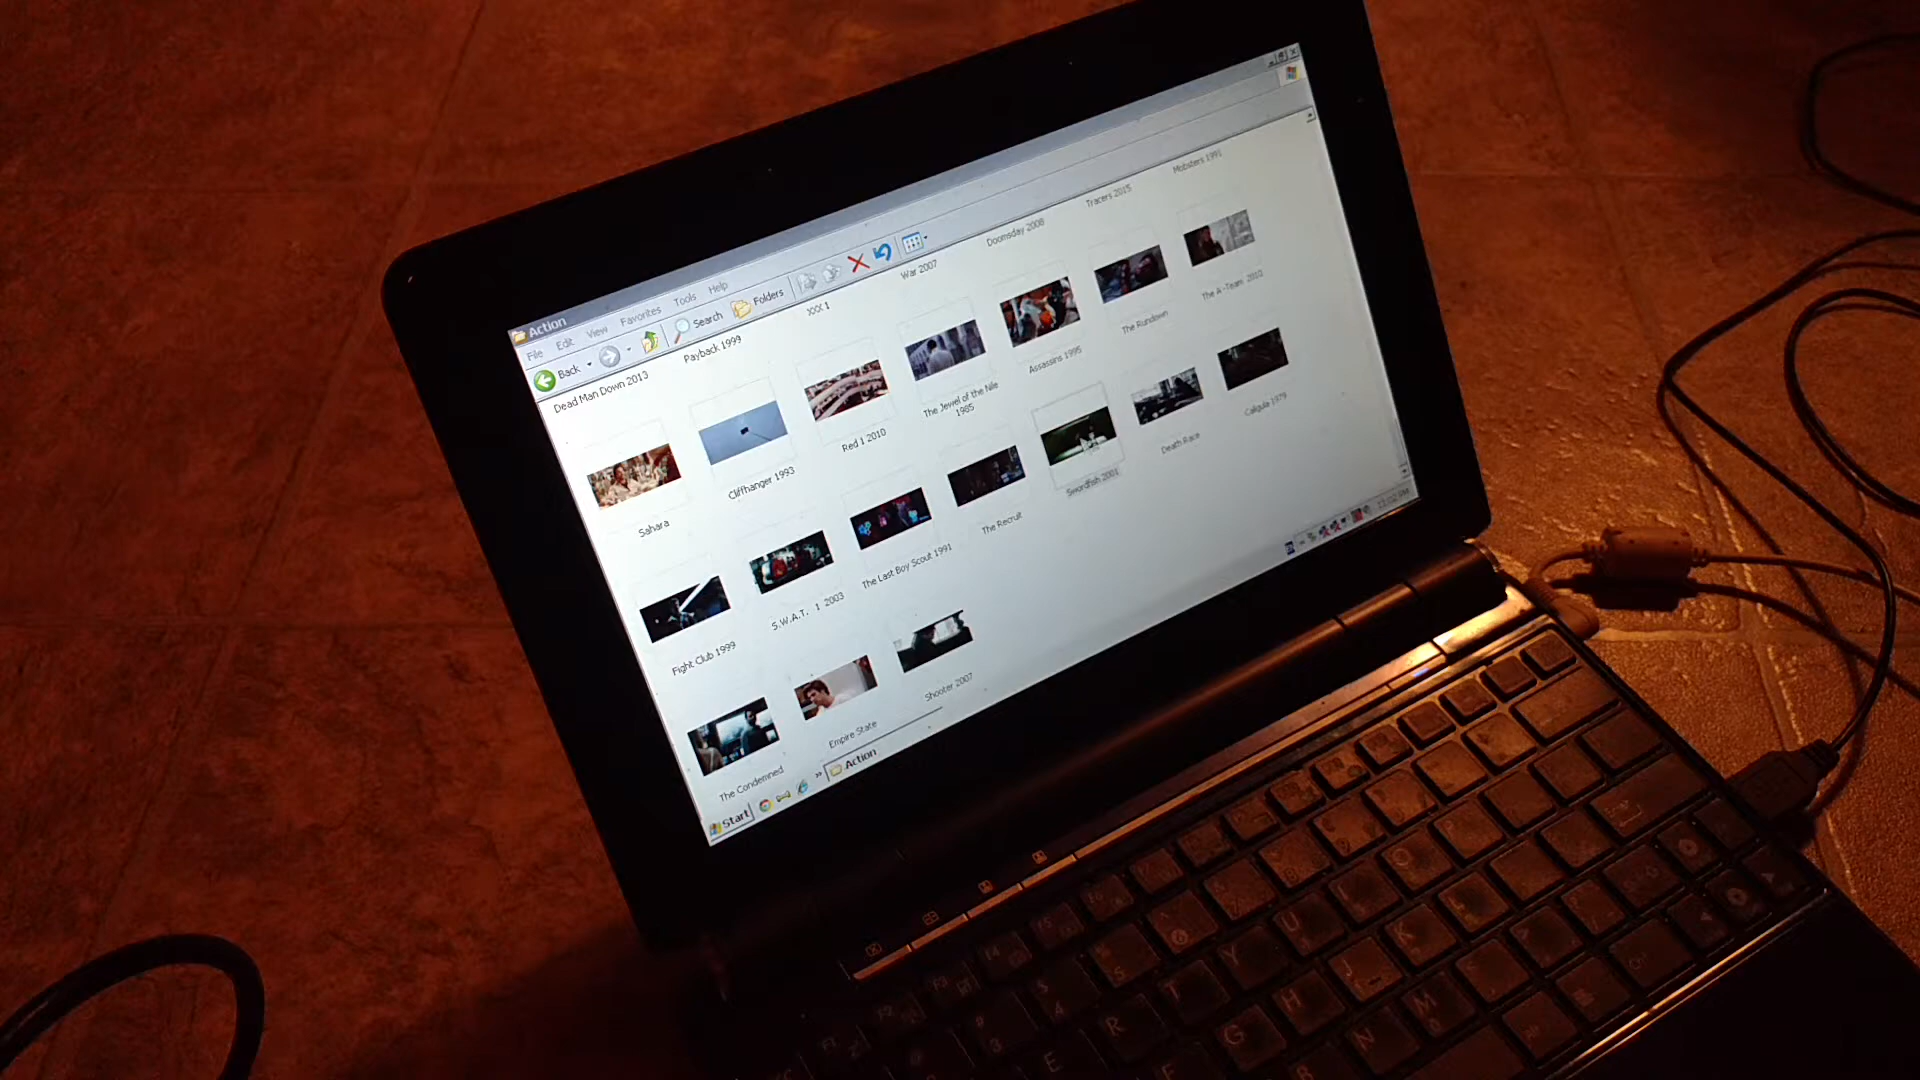 Action
File Edit View Favorites Tools Help
Back Search Folders
Dead Man Down 2013 Payback 1999 XXX 1 War 2007 Doomsday 2008 Tracers 2015 Mobsters 1991
Sahara Cliffhanger 1993 Red 1 2010 The Jewel of the Nile Assassins 1995 The Rundown The A-Team 2010
1985
Fight Club 1999 S.W.A.T. 1 2003 The Last Boy Scout 1991 The Recruit Swordfish 2001 Death Race Caligula 1979
The Condemned Empire State Shooter 2007
Start » Action
F3 F4 F5
E R T Y U
G H J K
N M